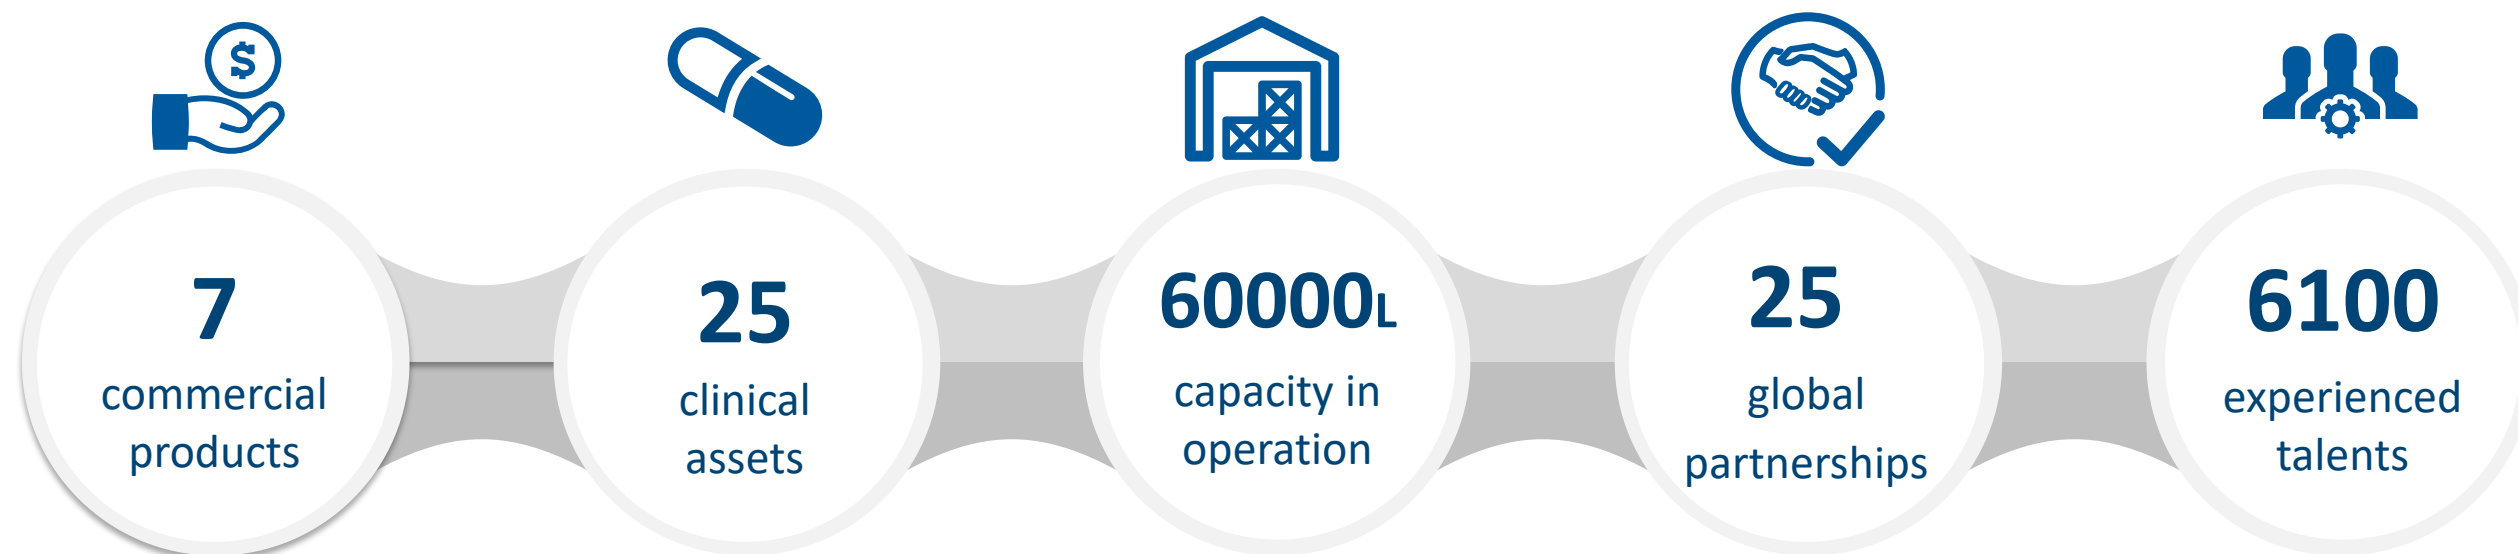 $
7
commercial
products
25
clinical
assets
60000L
capacity in
operation
25
global
partnerships
6100
experienced
talents